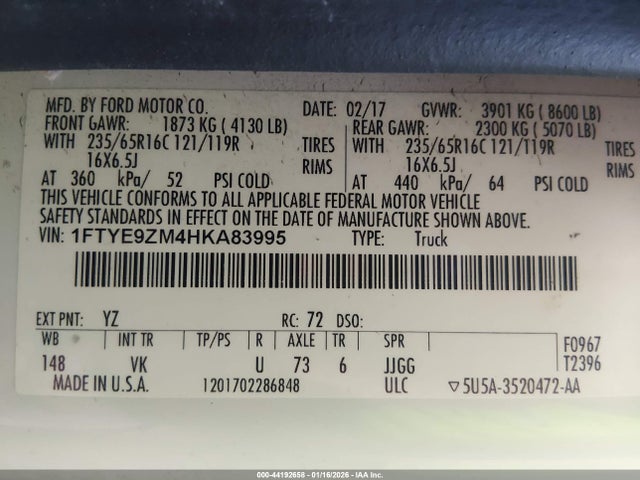 MFD. BY FORD MOTOR CO. DATE: 02/17 GVWR: 3901 KG ( 8600 LB)
FRONT GAWR: 1873 KG ( 4130 LB) REAR GAWR: 2300 KG ( 5070 LB)
WITH 235/65R16C 121/119R TIRES WITH 235/65R16C 121/119R TIRES
16X6.5J RIMS 16X6.5J RIMS
AT 360 kPa/ 52 PSI COLD AT 440 kPa/ 64 PSI COLD
THIS VEHICLE CONFORMS TO ALL APPLICABLE FEDERAL MOTOR VEHICLE
SAFETY STANDARDS IN EFFECT ON THE DATE OF MANUFACTURE SHOWN ABOVE.
VIN: 1FTYE9ZM4HKA83995 TYPE: Truck
EXT PNT: YZ RC: 72 DSO:
WB INT TR TP/PS R AXLE TR SPR F0967
148 VK U 73 6 JJGG T2396
MADE IN U.S.A. 1201702286848 ULC ▽5U5A-3520472-AA
000-44192658 - 01/16/2026 - IAAHC-427